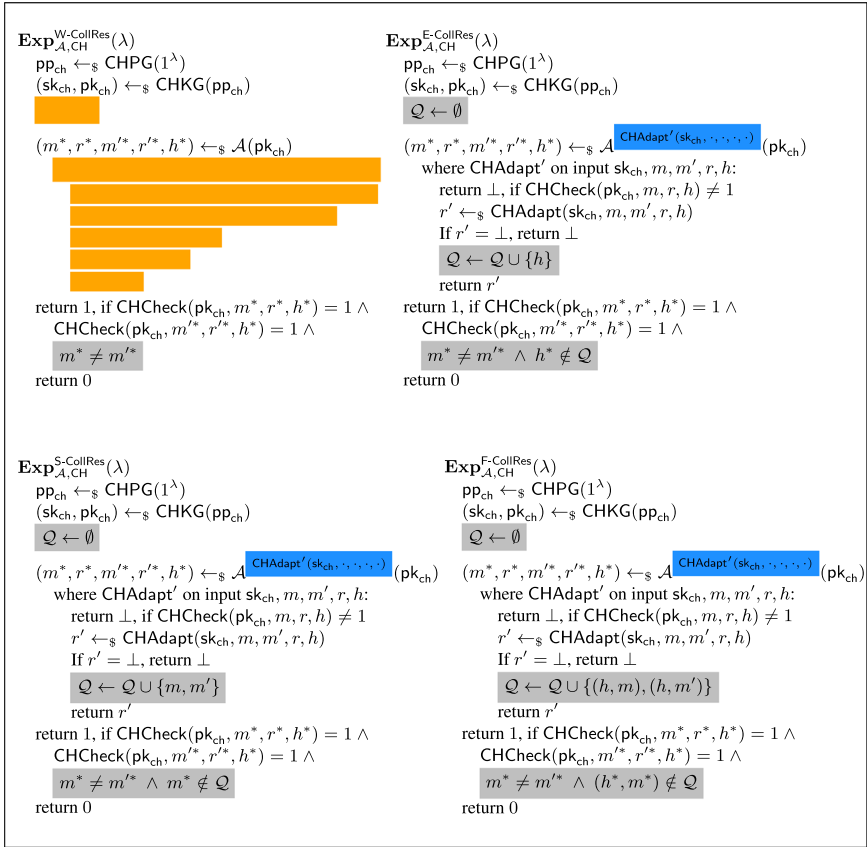 Exp^{W-CollRes}_{𝒜,CH}(λ)
pp_ch ←$ CHPG(1^λ)
(sk_ch, pk_ch) ←$ CHKG(pp_ch)
(m*, r*, m′*, r′*, h*) ←$ 𝒜(pk_ch)
return 1, if CHCheck(pk_ch, m*, r*, h*) = 1 ∧
CHCheck(pk_ch, m′*, r′*, h*) = 1 ∧
m* ≠ m′*
return 0
Exp^{E-CollRes}_{𝒜,CH}(λ)
pp_ch ←$ CHPG(1^λ)
(sk_ch, pk_ch) ←$ CHKG(pp_ch)
𝒬 ← ∅
(m*, r*, m′*, r′*, h*) ←$ 𝒜^{CHAdapt′(sk_ch, ·, ·, ·, ·)}(pk_ch)
where CHAdapt′ on input sk_ch, m, m′, r, h:
return ⊥, if CHCheck(pk_ch, m, r, h) ≠ 1
r′ ←$ CHAdapt(sk_ch, m, m′, r, h)
If r′ = ⊥, return ⊥
𝒬 ← 𝒬 ∪ {h}
return r′
return 1, if CHCheck(pk_ch, m*, r*, h*) = 1 ∧
CHCheck(pk_ch, m′*, r′*, h*) = 1 ∧
m* ≠ m′* ∧ h* ∉ 𝒬
return 0
Exp^{S-CollRes}_{𝒜,CH}(λ)
pp_ch ←$ CHPG(1^λ)
(sk_ch, pk_ch) ←$ CHKG(pp_ch)
𝒬 ← ∅
(m*, r*, m′*, r′*, h*) ←$ 𝒜^{CHAdapt′(sk_ch, ·, ·, ·, ·)}(pk_ch)
where CHAdapt′ on input sk_ch, m, m′, r, h:
return ⊥, if CHCheck(pk_ch, m, r, h) ≠ 1
r′ ←$ CHAdapt(sk_ch, m, m′, r, h)
If r′ = ⊥, return ⊥
𝒬 ← 𝒬 ∪ {m, m′}
return r′
return 1, if CHCheck(pk_ch, m*, r*, h*) = 1 ∧
CHCheck(pk_ch, m′*, r′*, h*) = 1 ∧
m* ≠ m′* ∧ m* ∉ 𝒬
return 0
Exp^{F-CollRes}_{𝒜,CH}(λ)
pp_ch ←$ CHPG(1^λ)
(sk_ch, pk_ch) ←$ CHKG(pp_ch)
𝒬 ← ∅
(m*, r*, m′*, r′*, h*) ←$ 𝒜^{CHAdapt′(sk_ch, ·, ·, ·, ·)}(pk_ch)
where CHAdapt′ on input sk_ch, m, m′, r, h:
return ⊥, if CHCheck(pk_ch, m, r, h) ≠ 1
r′ ←$ CHAdapt(sk_ch, m, m′, r, h)
If r′ = ⊥, return ⊥
𝒬 ← 𝒬 ∪ {(h, m), (h, m′)}
return r′
return 1, if CHCheck(pk_ch, m*, r*, h*) = 1 ∧
CHCheck(pk_ch, m′*, r′*, h*) = 1 ∧
m* ≠ m′* ∧ (h*, m*) ∉ 𝒬
return 0